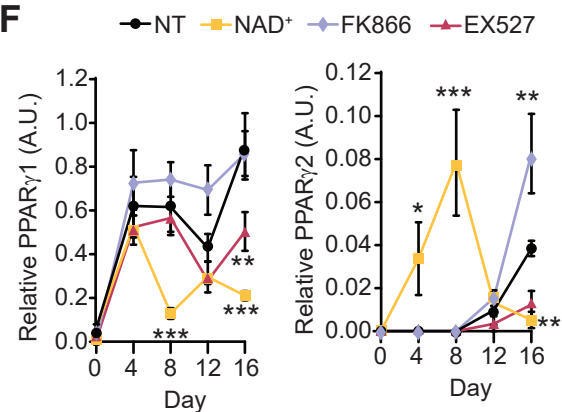 F
NT NAD⁺ FK866 EX527
Relative PPARγ1 (A.U.)
1.2
1.0
0.8
0.6
0.4
0.2
0.00
**
***
***
0 4 8 12 16
Day
Relative PPARγ2 (A.U.)
0.12
0.10
0.08
0.06
0.04
0.02
0.00
***
**
*
**
0 4 8 12 16
Day